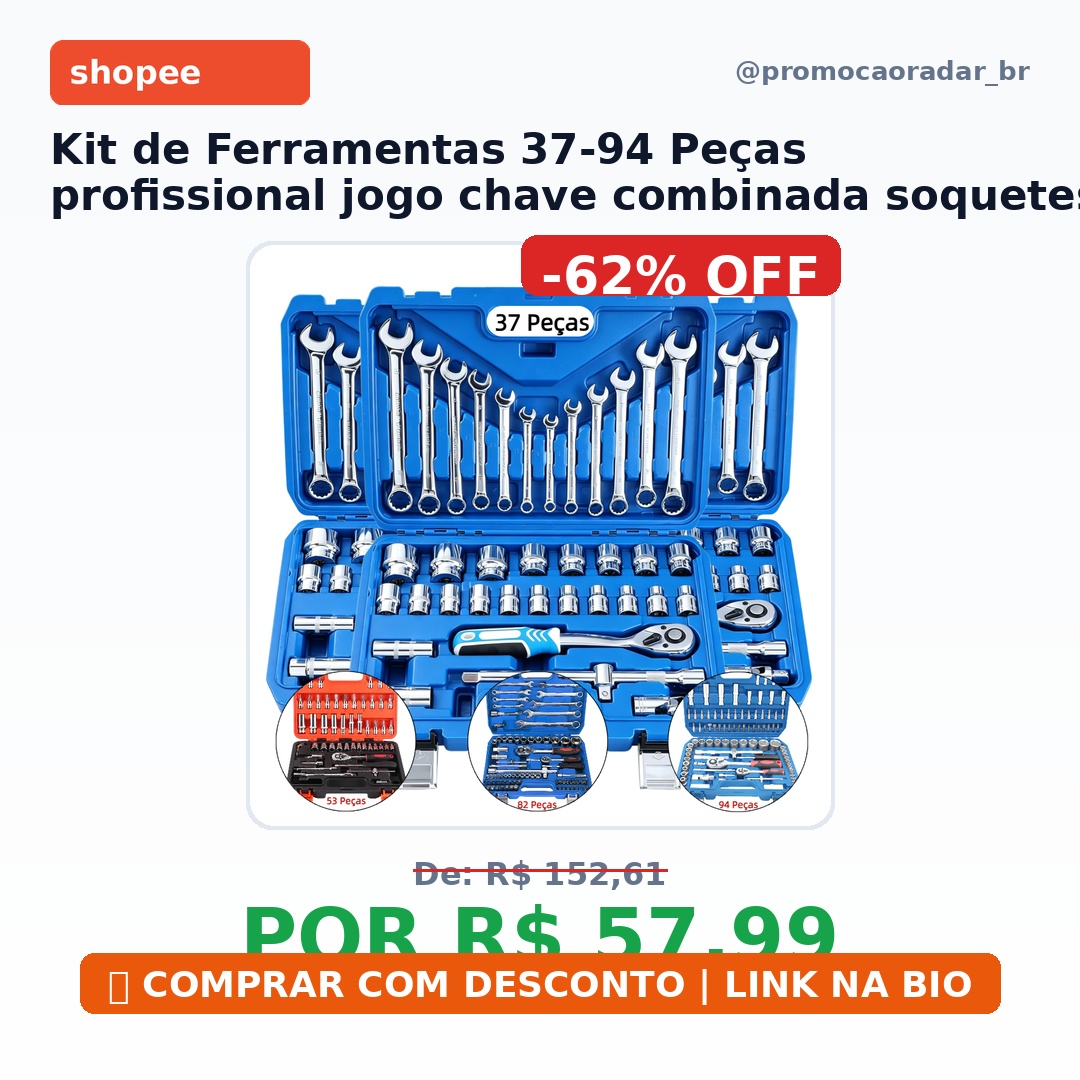 shopee
@promocaoradar_br
Kit de Ferramentas 37-94 Peças
profissional jogo chave combinada soquetes
-62% OFF
37 Peças
53 Peças
82 Peças
94 Peças
De: R$ 152,61
POR R$ 57,99
COMPRAR COM DESCONTO | LINK NA BIO